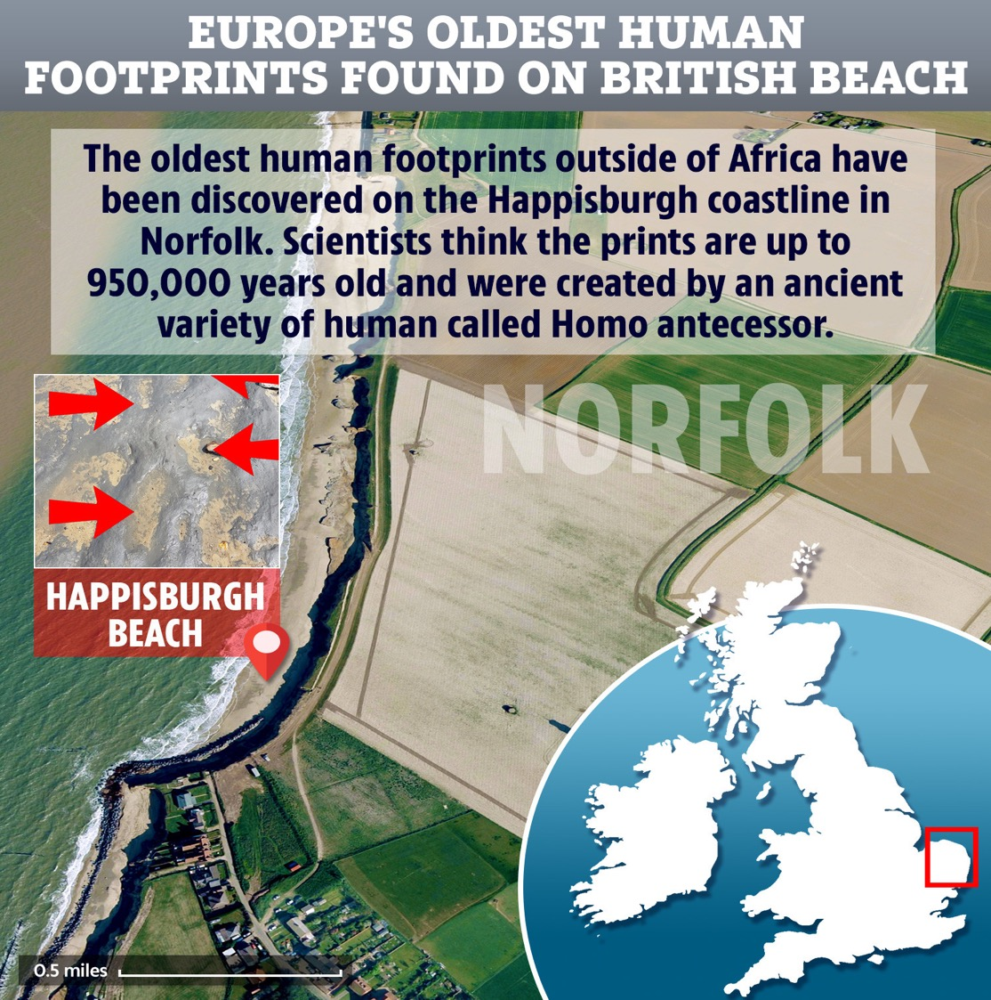 EUROPE'S OLDEST HUMAN
FOOTPRINTS FOUND ON BRITISH BEACH
The oldest human footprints outside of Africa have
been discovered on the Happisburgh coastline in
Norfolk. Scientists think the prints are up to
950,000 years old and were created by an ancient
variety of human called Homo antecessor.
NORFOLK
HAPPISBURGH
BEACH
0.5 miles